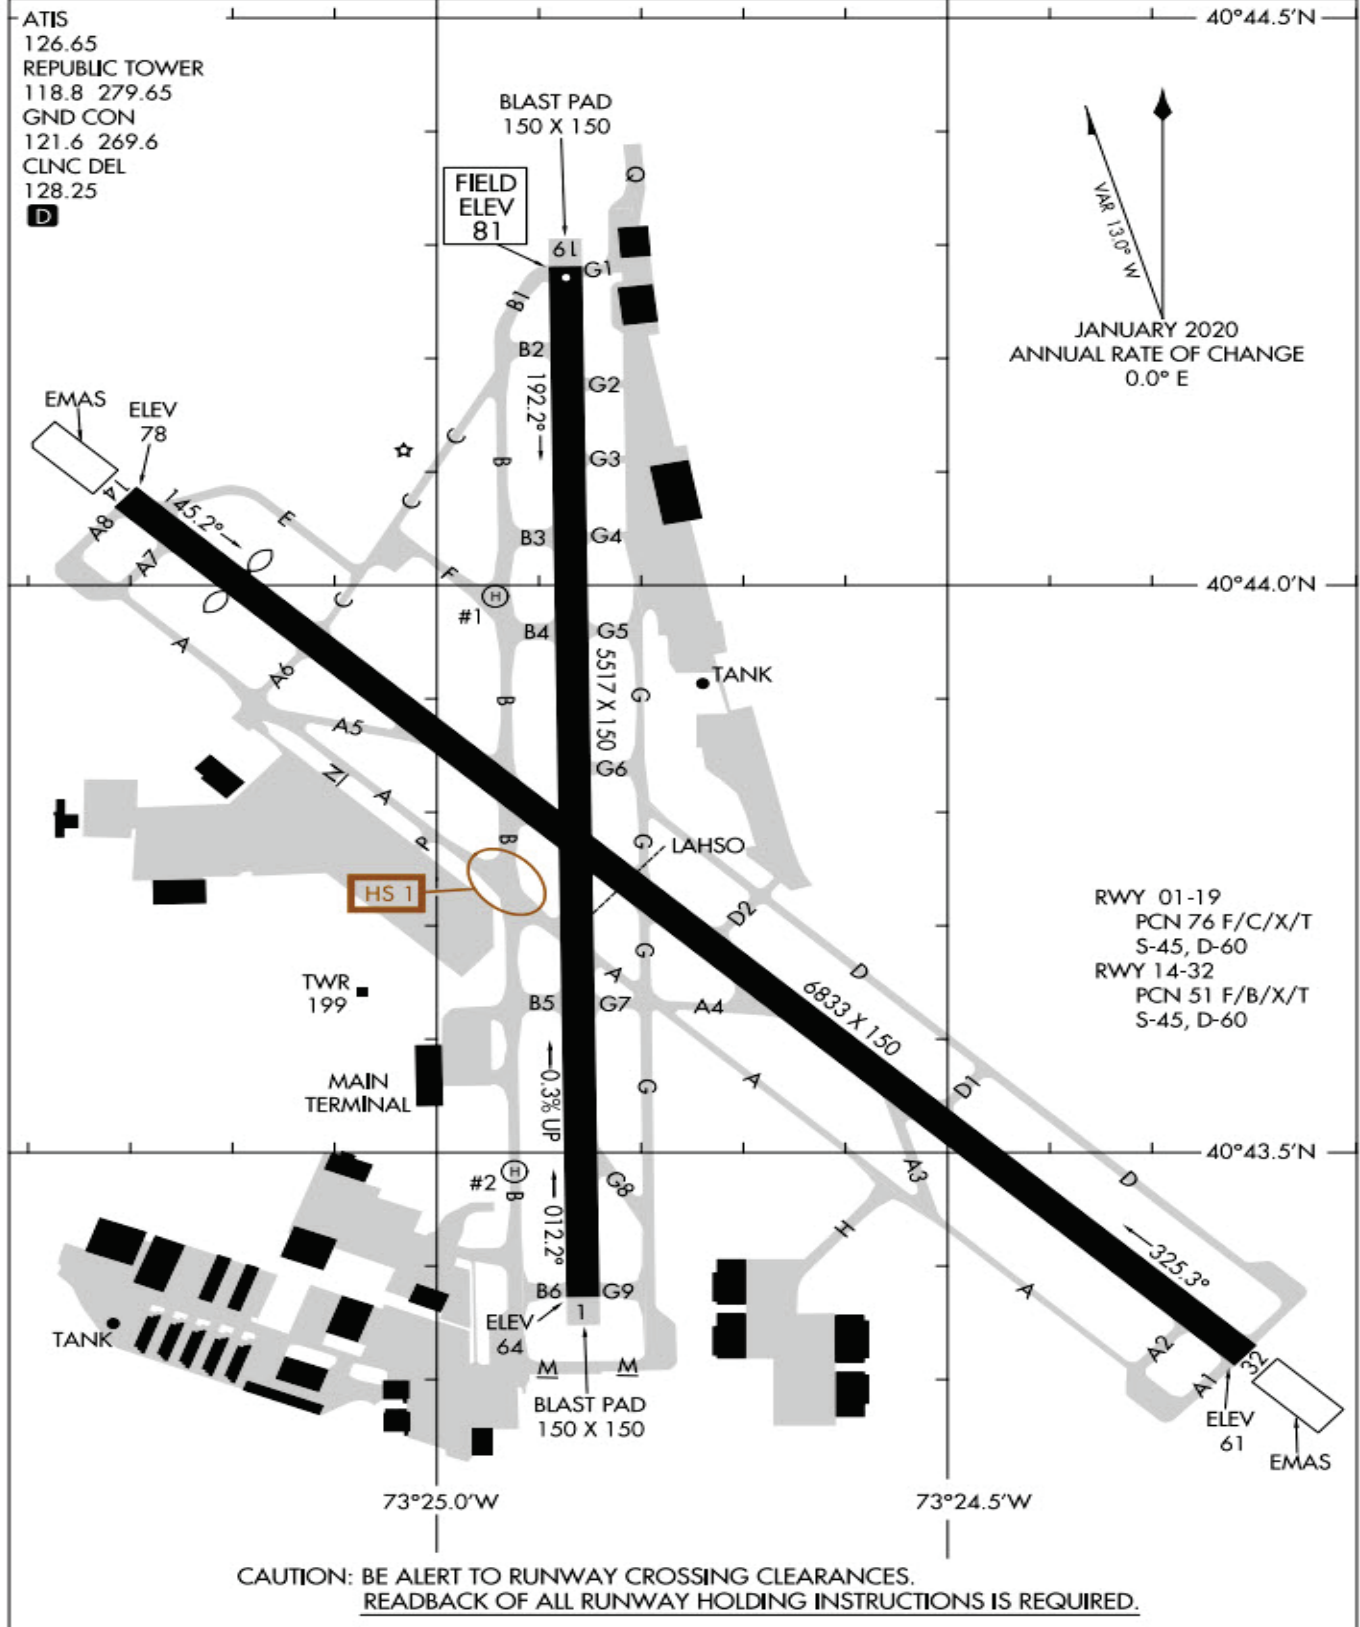 ATIS
126.65
REPUBLIC TOWER
118.8 279.65
GND CON
121.6 269.6
CLNC DEL
128.25
D
40°44.5'N
BLAST PAD
150 X 150
FIELD
ELEV
81
Q
19
G1
B1
VAR 13.0° W
JANUARY 2020
ANNUAL RATE OF CHANGE
0.0° E
B2
192.2°
G2
EMAS
ELEV
78
C
B
G3
14
145.2°
C
E
A8
A7
B3
G4
F
40°44.0'N
C
H
#1
B4
G5
A
A6
5517 X 150
TANK
G
B
A5
G6
Z1
A
P
B
G
LAHSO
HS 1
D2
RWY 01-19
PCN 76 F/C/X/T
S-45, D-60
RWY 14-32
PCN 51 F/B/X/T
S-45, D-60
G
A
D
TWR
199
B5
G7
A4
6833 X 150
0.3% UP
MAIN
TERMINAL
G
A
D1
40°43.5'N
#2
H
B
G8
A3
D
012.2°
H
325.3°
B6
G9
A
ELEV
64
1
TANK
M
M
A2
A1
32
BLAST PAD
150 X 150
ELEV
61
EMAS
73°25.0'W
73°24.5'W
CAUTION: BE ALERT TO RUNWAY CROSSING CLEARANCES.
READBACK OF ALL RUNWAY HOLDING INSTRUCTIONS IS REQUIRED.